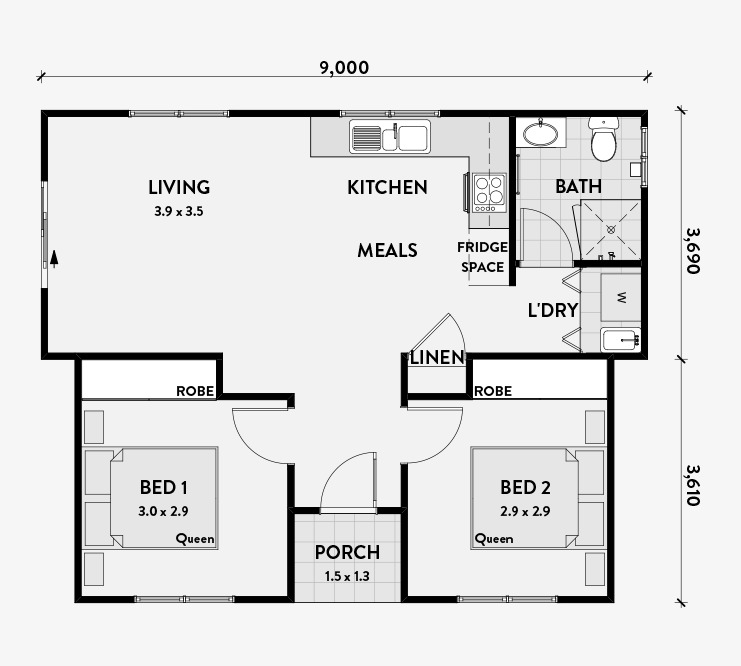 9,000
LIVING
3.9 x 3.5
KITCHEN
BATH
MEALS
FRIDGE
SPACE
3,690
L'DRY
W
LINEN
ROBE
ROBE
BED 1
3.0 x 2.9
Queen
BED 2
2.9 x 2.9
Queen
3,610
PORCH
1.5 x 1.3